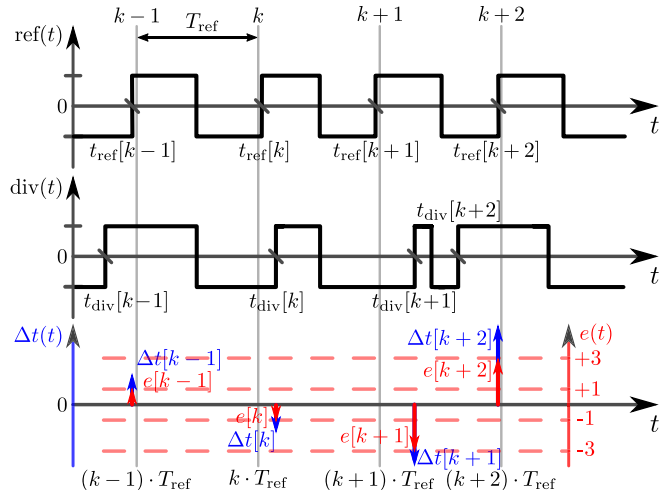 k − 1 k k + 1 k + 2
T_ref
ref(t)
0
t
t_ref[k−1] t_ref[k] t_ref[k+1] t_ref[k+2]
div(t)
t_div[k+2]
0
t
t_div[k−1] t_div[k] t_div[k+1]
Δt(t) Δt[k+2] e(t)
Δt[k−1] e[k+2] +3
e[k−1] +1
0
t
e[k] -1
Δt[k] e[k+1]
Δt[k+1] -3
(k−1) · T_ref k · T_ref (k+1) · T_ref (k+2) · T_ref